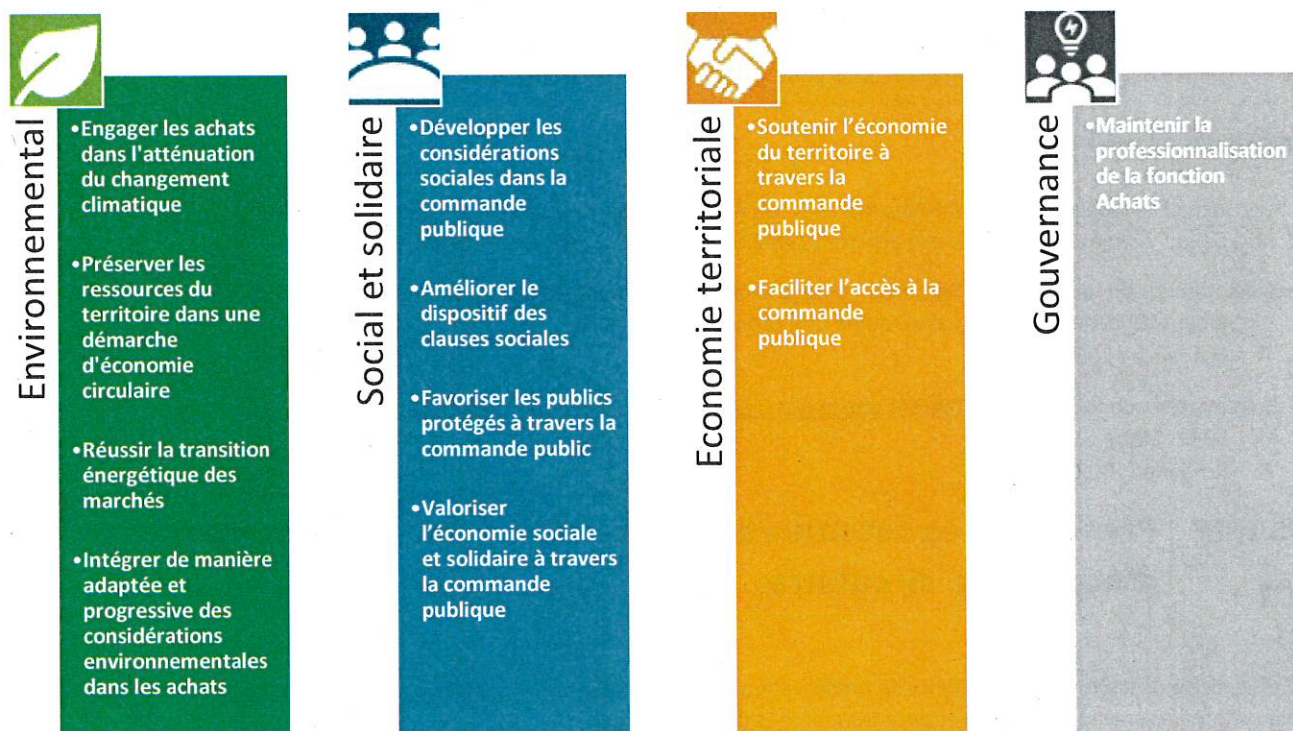 Environnemental
•Engager les achats
dans l'atténuation
du changement
climatique
•Préserver les
ressources du
territoire dans une
démarche
d'économie
circulaire
•Réussir la transition
énergétique des
marchés
•Intégrer de manière
adaptée et
progressive des
considérations
environnementales
dans les achats
Social et solidaire
•Développer les
considérations
sociales dans la
commande
publique
•Améliorer le
dispositif des
clauses sociales
•Favoriser les publics
protégés à travers la
commande public
•Valoriser
l’économie sociale
et solidaire à travers
la commande
publique
Economie territoriale
•Soutenir l’économie
du territoire à
travers la
commande
publique
•Faciliter l’accès à la
commande
publique
Gouvernance
•Maintenir la
professionnalisation
de la fonction
Achats